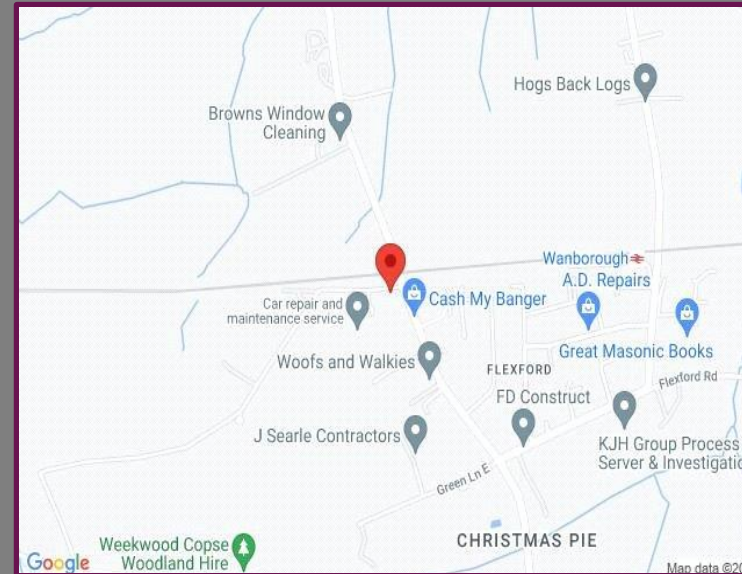 Hogs Back Logs
Browns Window
Cleaning
Wanborough
A.D. Repairs
Cash My Banger
Car repair and
maintenance service
Great Masonic Books
Woofs and Walkies
FLEXFORD
Flexford Rd
FD Construct
J Searle Contractors
KJH Group Process
Server & Investigatio
Green Ln E
CHRISTMAS PIE
Weekwood Copse
Woodland Hire
Google
Map data ©20